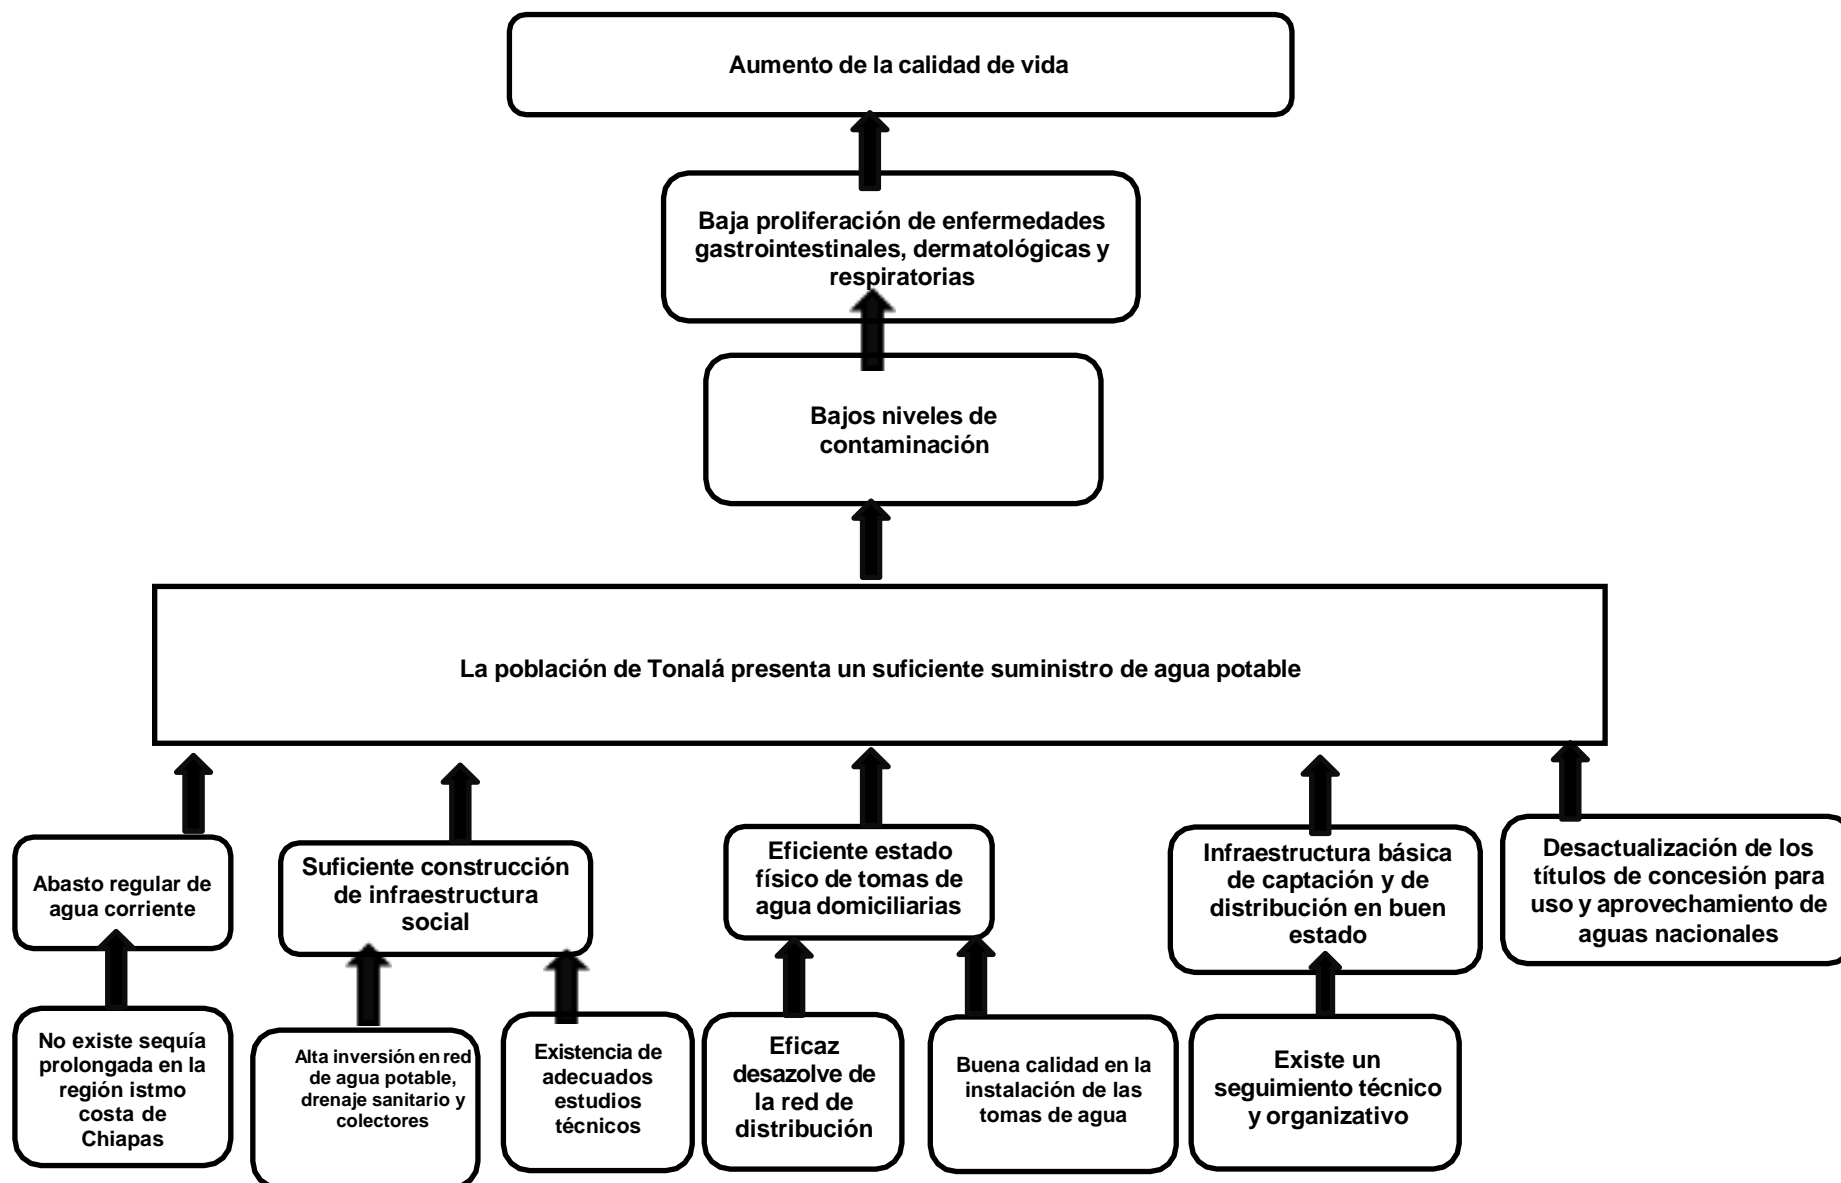 Aumento de la calidad de vida
Baja proliferación de enfermedades
gastrointestinales, dermatológicas y
respiratorias
Bajos niveles de
contaminación
La población de Tonalá presenta un suficiente suministro de agua potable
Abasto regular de
agua corriente
Suficiente construcción
de infraestructura
social
Eficiente estado
físico de tomas de
agua domiciliarias
Infraestructura básica
de captación y de
distribución en buen
estado
Desactualización de los
títulos de concesión para
uso y aprovechamiento de
aguas nacionales
No existe sequía
prolongada en la
región istmo
costa de
Chiapas
Alta inversión en red
de agua potable,
drenaje sanitario y
colectores
Existencia de
adecuados
estudios
técnicos
Eficaz
desazolve de
la red de
distribución
Buena calidad en la
instalación de las
tomas de agua
Existe un
seguimiento técnico
y organizativo